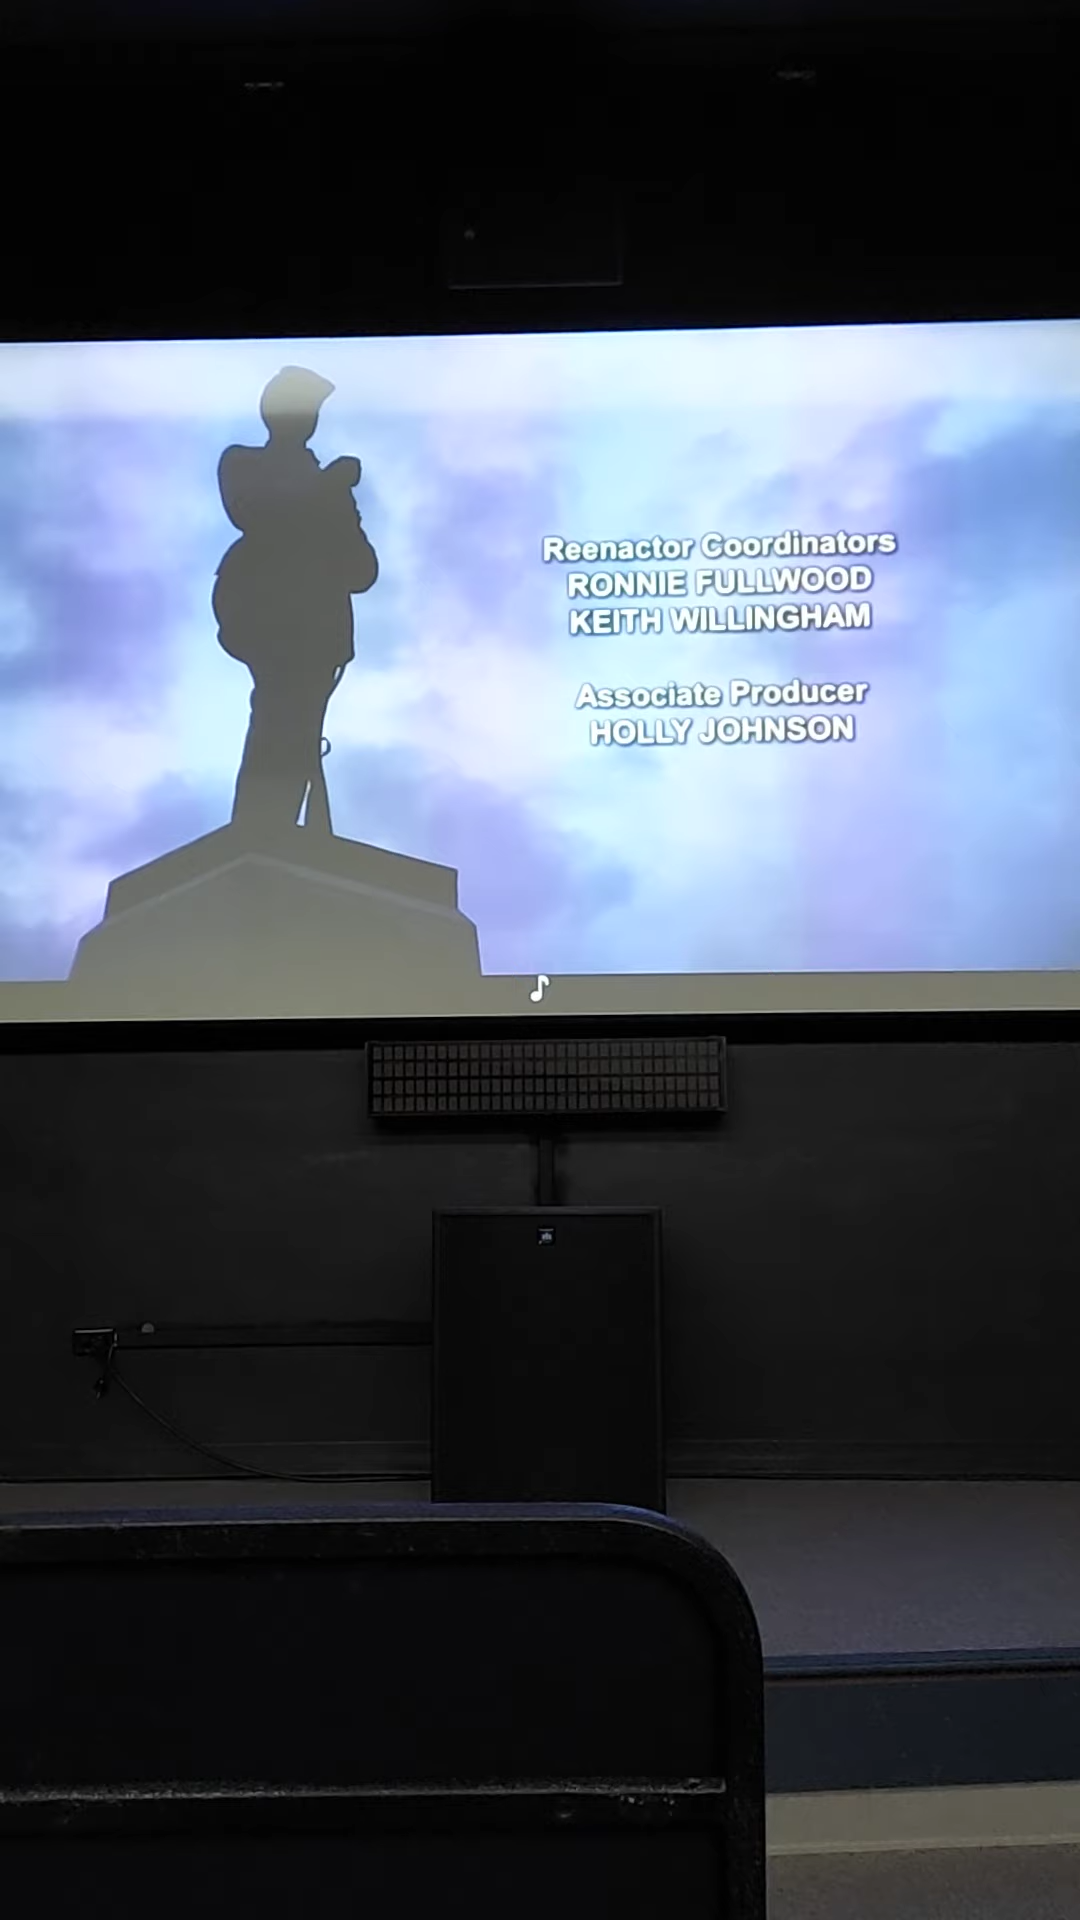 Reenactor Coordinators
RONNIE FULLWOOD
KEITH WILLINGHAM
Associate Producer
HOLLY JOHNSON
♪